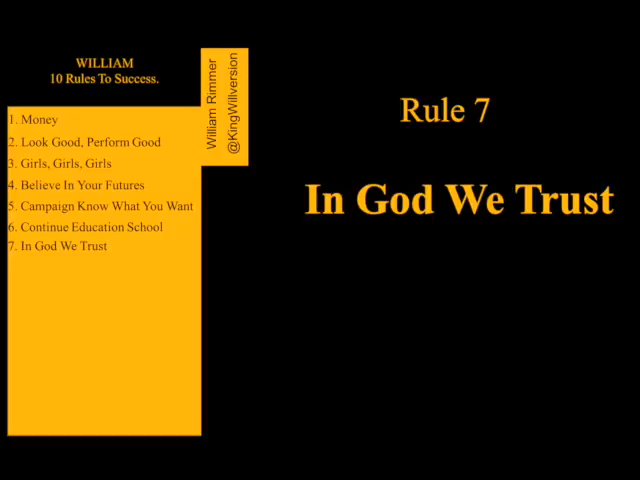 WILLIAM
10 Rules To Success.
William Rimmer
@KingWillversion
1. Money
2. Look Good, Perform Good
3. Girls, Girls, Girls
4. Believe In Your Futures
5. Campaign Know What You Want
6. Continue Education School
7. In God We Trust
Rule 7
In God We Trust